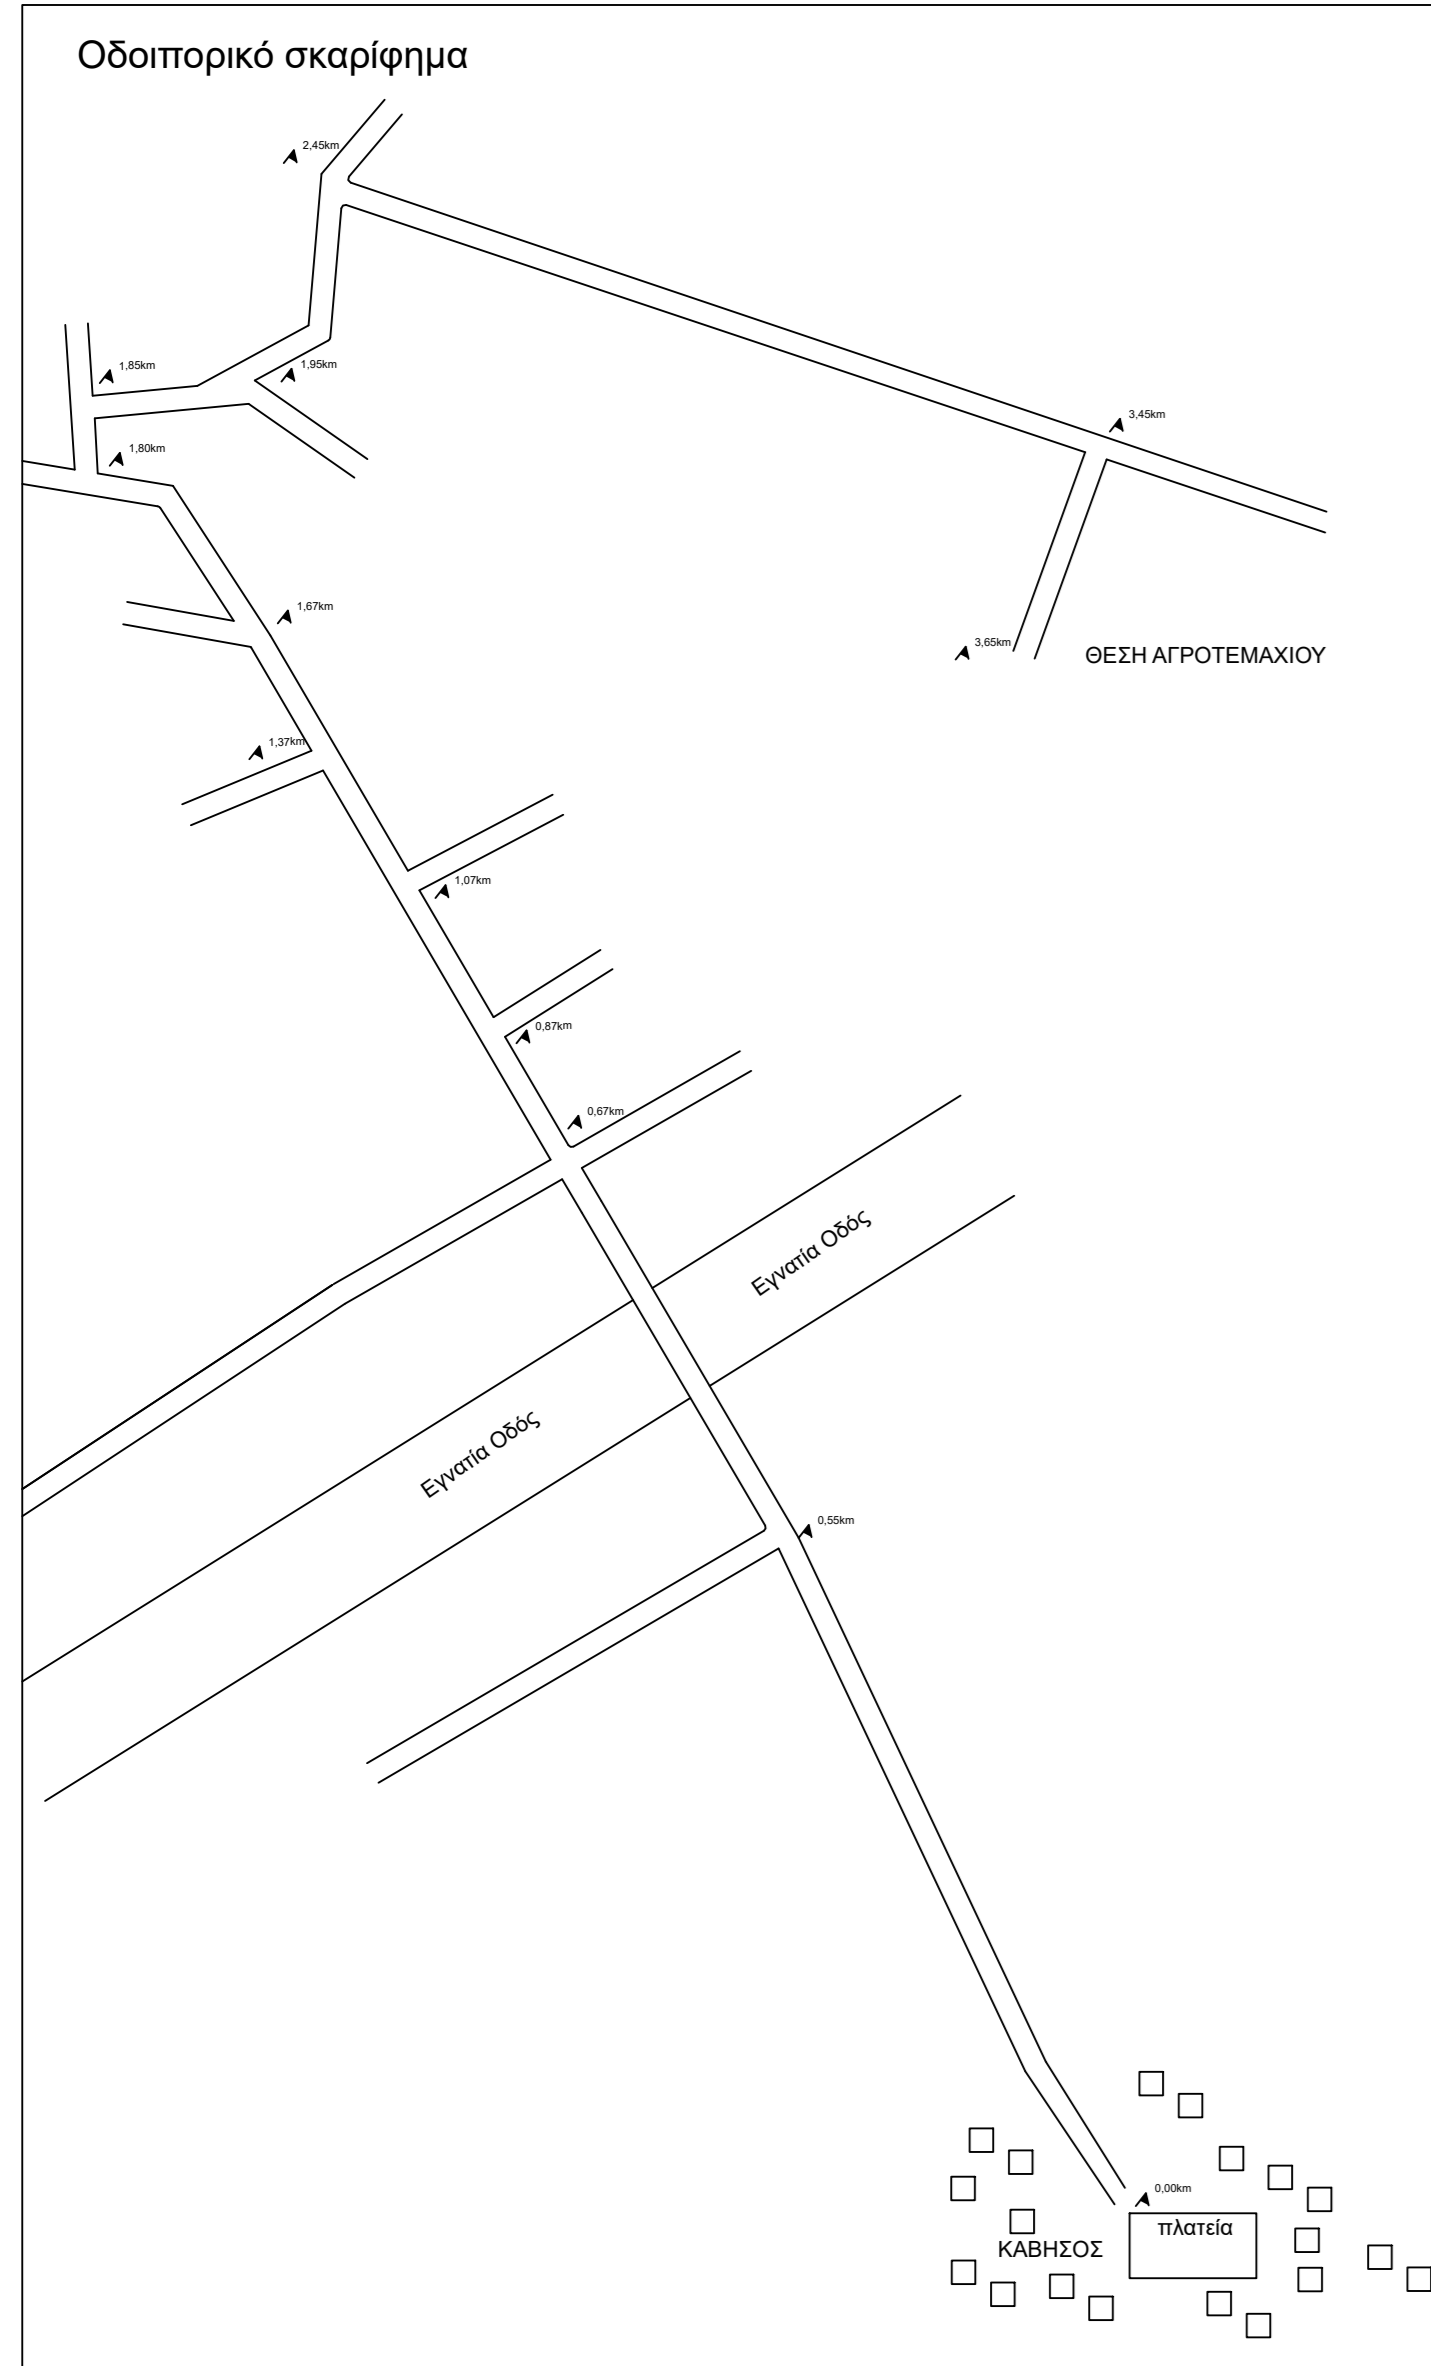 Οδοιπορικό σκαρίφημα
2,45km
1,85km
1,95km
3,45km
1,80km
1,67km
3,65km
ΘΕΣΗ ΑΓΡΟΤΕΜΑΧΙΟΥ
1,37km
1,07km
0,87km
0,67km
Εγνατία Οδός
Εγνατία Οδός
0,55km
0,00km
πλατεία
ΚΑΒΗΣΟΣ